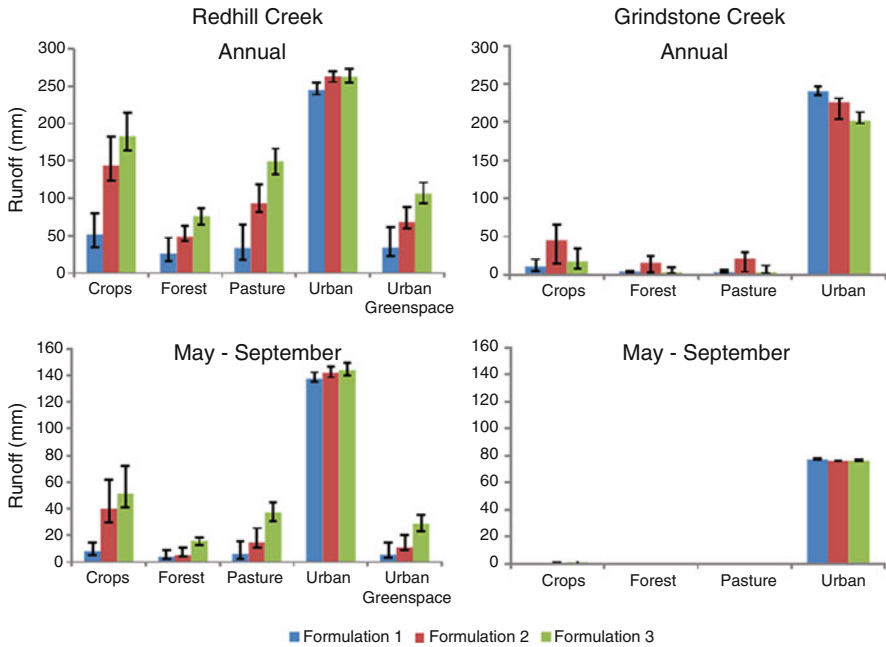 Redhill Creek
Annual
Runoff (mm)
300
250
200
150
100
50
0
Crops Forest Pasture Urban Urban Greenspace
Grindstone Creek
Annual
300
250
200
150
100
50
0
Crops Forest Pasture Urban
May - September
Runoff (mm)
160
140
120
100
80
60
40
20
0
Crops Forest Pasture Urban Urban Greenspace
May - September
160
140
120
100
80
60
40
20
0
Crops Forest Pasture Urban
Formulation 1 Formulation 2 Formulation 3